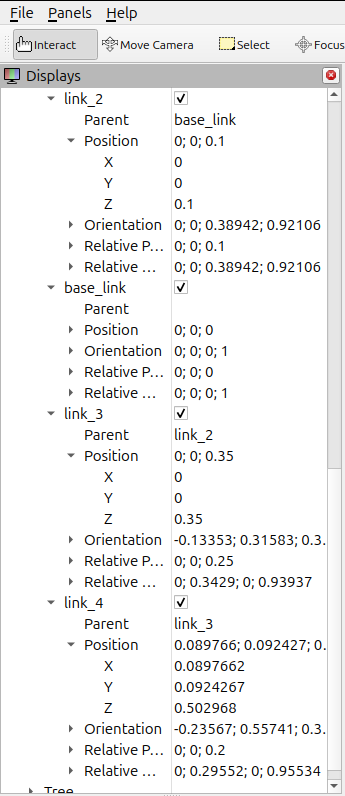 File Panels Help
Interact Move Camera Select Focus
Displays
link_2
Parent base_link
Position 0; 0; 0.1
X 0
Y 0
Z 0.1
Orientation 0; 0; 0.38942; 0.92106
Relative P... 0; 0; 0.1
Relative ... 0; 0; 0.38942; 0.92106
base_link
Parent
Position 0; 0; 0
Orientation 0; 0; 0; 1
Relative P... 0; 0; 0
Relative ... 0; 0; 0; 1
link_3
Parent link_2
Position 0; 0; 0.35
X 0
Y 0
Z 0.35
Orientation -0.13353; 0.31583; 0.3...
Relative P... 0; 0; 0.25
Relative ... 0; 0.3429; 0; 0.93937
link_4
Parent link_3
Position 0.089766; 0.092427; 0...
X 0.0897662
Y 0.0924267
Z 0.502968
Orientation -0.23567; 0.55741; 0.3...
Relative P... 0; 0; 0.2
Relative ... 0; 0.29552; 0; 0.95534
Tree